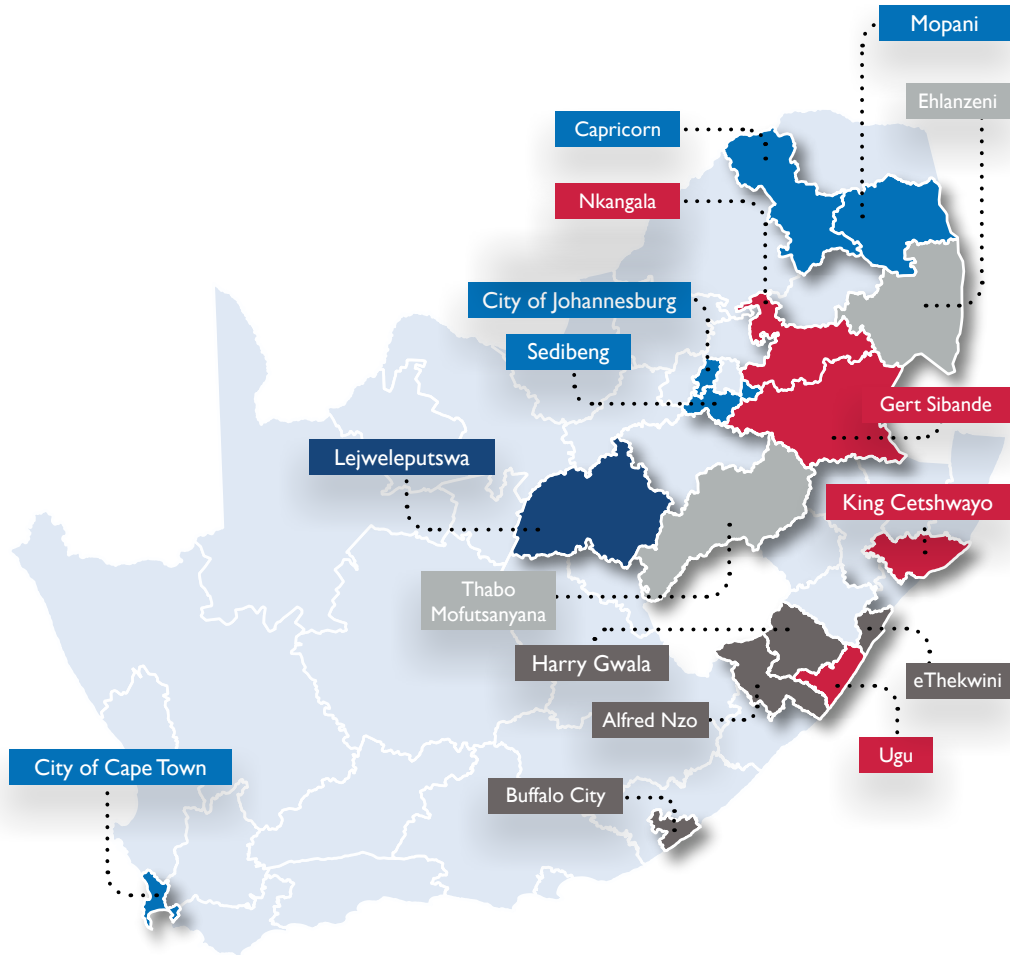 Mopani
Ehlanzeni
Capricorn
Nkangala
City of Johannesburg
Sedibeng
Gert Sibande
Lejweleputswa
King Cetshwayo
Thabo
Mofutsanyana
Harry Gwala
eThekwini
Alfred Nzo
Ugu
City of Cape Town
Buffalo City